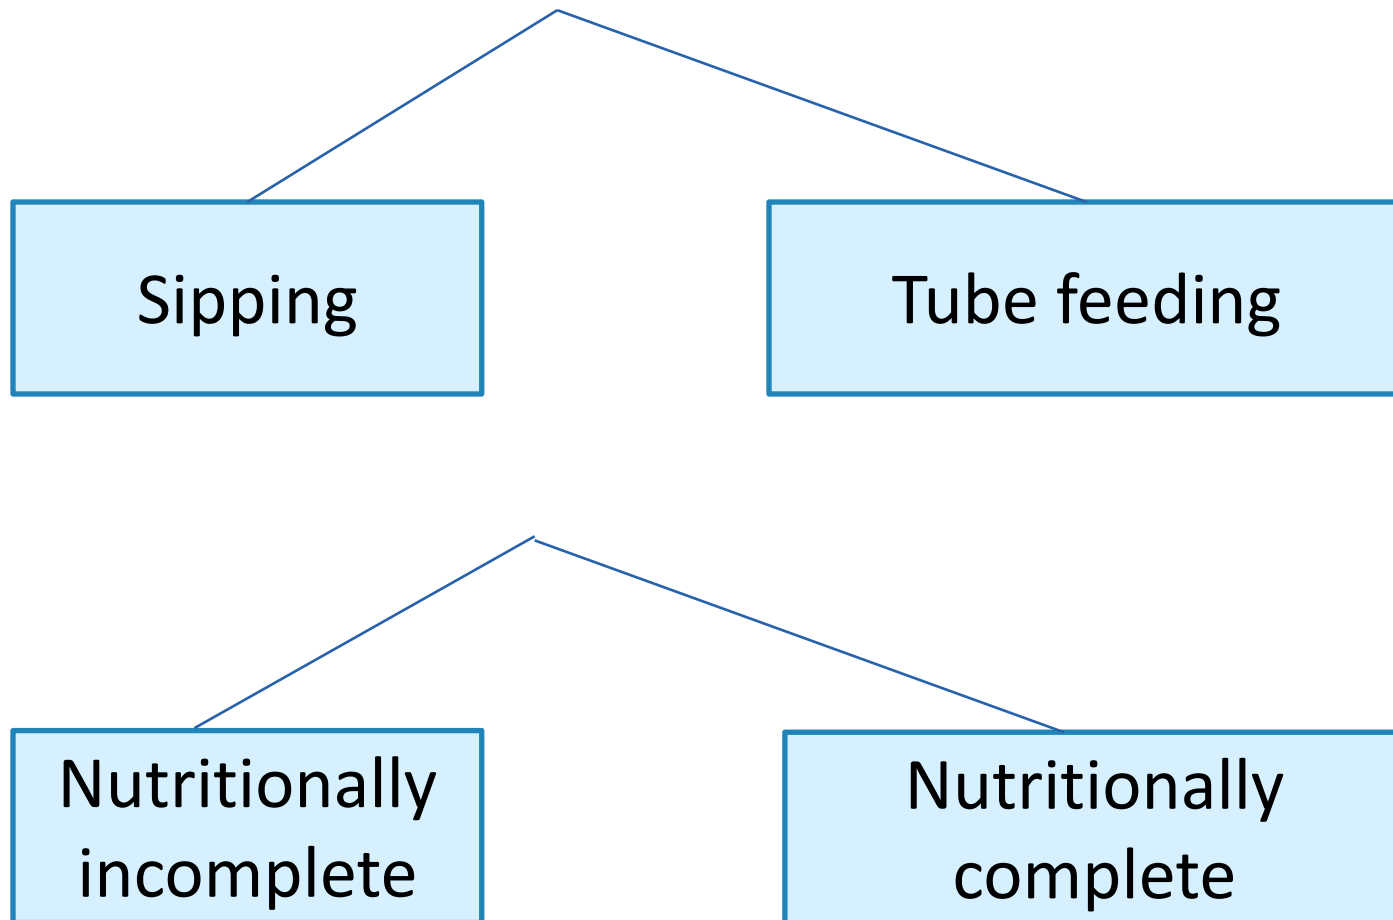 Sipping
Tube feeding
Nutritionally
incomplete
Nutritionally
complete